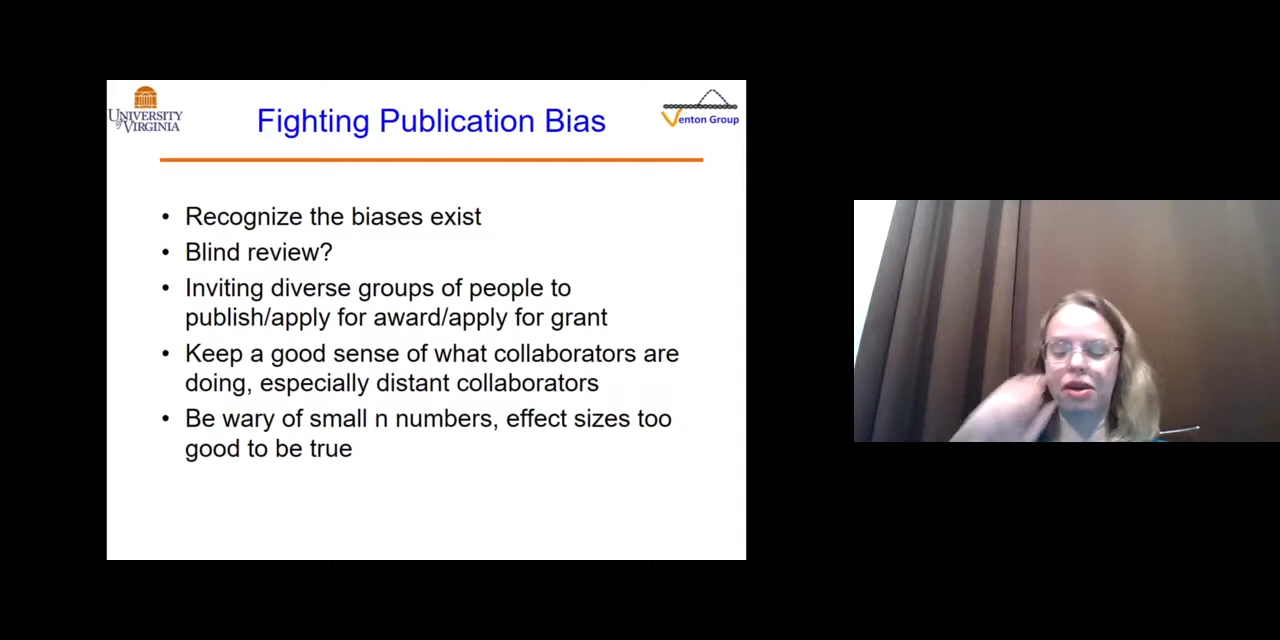 UNIVERSITY
of VIRGINIA
Fighting Publication Bias
Venton Group
• Recognize the biases exist
• Blind review?
• Inviting diverse groups of people to
publish/apply for award/apply for grant
• Keep a good sense of what collaborators are
doing, especially distant collaborators
• Be wary of small n numbers, effect sizes too
good to be true